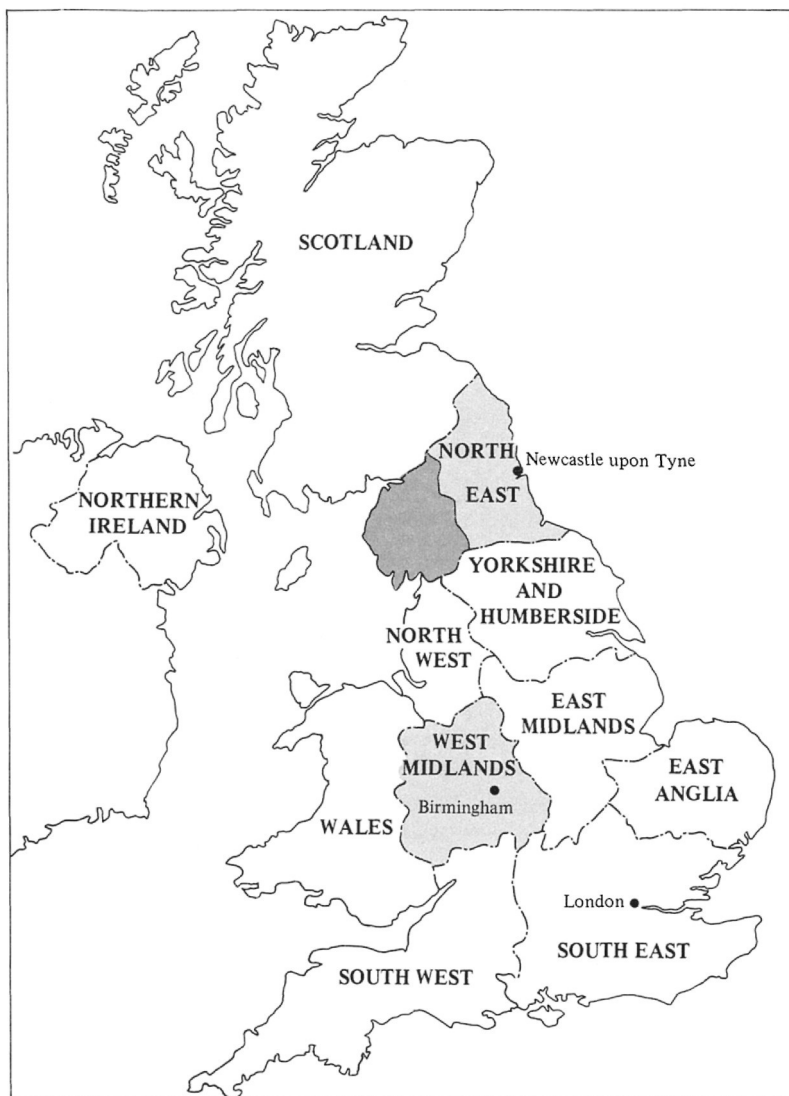 SCOTLAND
NORTH
EAST
Newcastle upon Tyne
NORTHERN
IRELAND
YORKSHIRE
AND
HUMBERSIDE
NORTH
WEST
EAST
MIDLANDS
WEST
MIDLANDS
Birmingham
EAST
ANGLIA
WALES
London
SOUTH EAST
SOUTH WEST